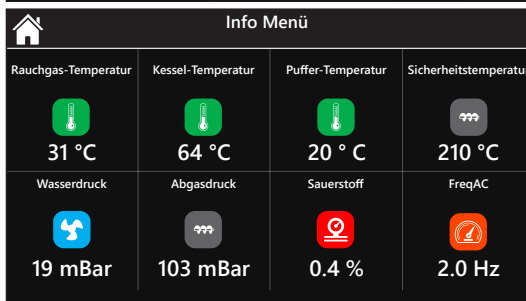 Info Menü
Rauchgas-Temperatur Kessel-Temperatur Puffer-Temperatur Sicherheitstemperatur
31 °C 64 °C 20 ° C 210 °C
Wasserdruck Abgasdruck Sauerstoff FreqAC
19 mBar 103 mBar 0.4 % 2.0 Hz